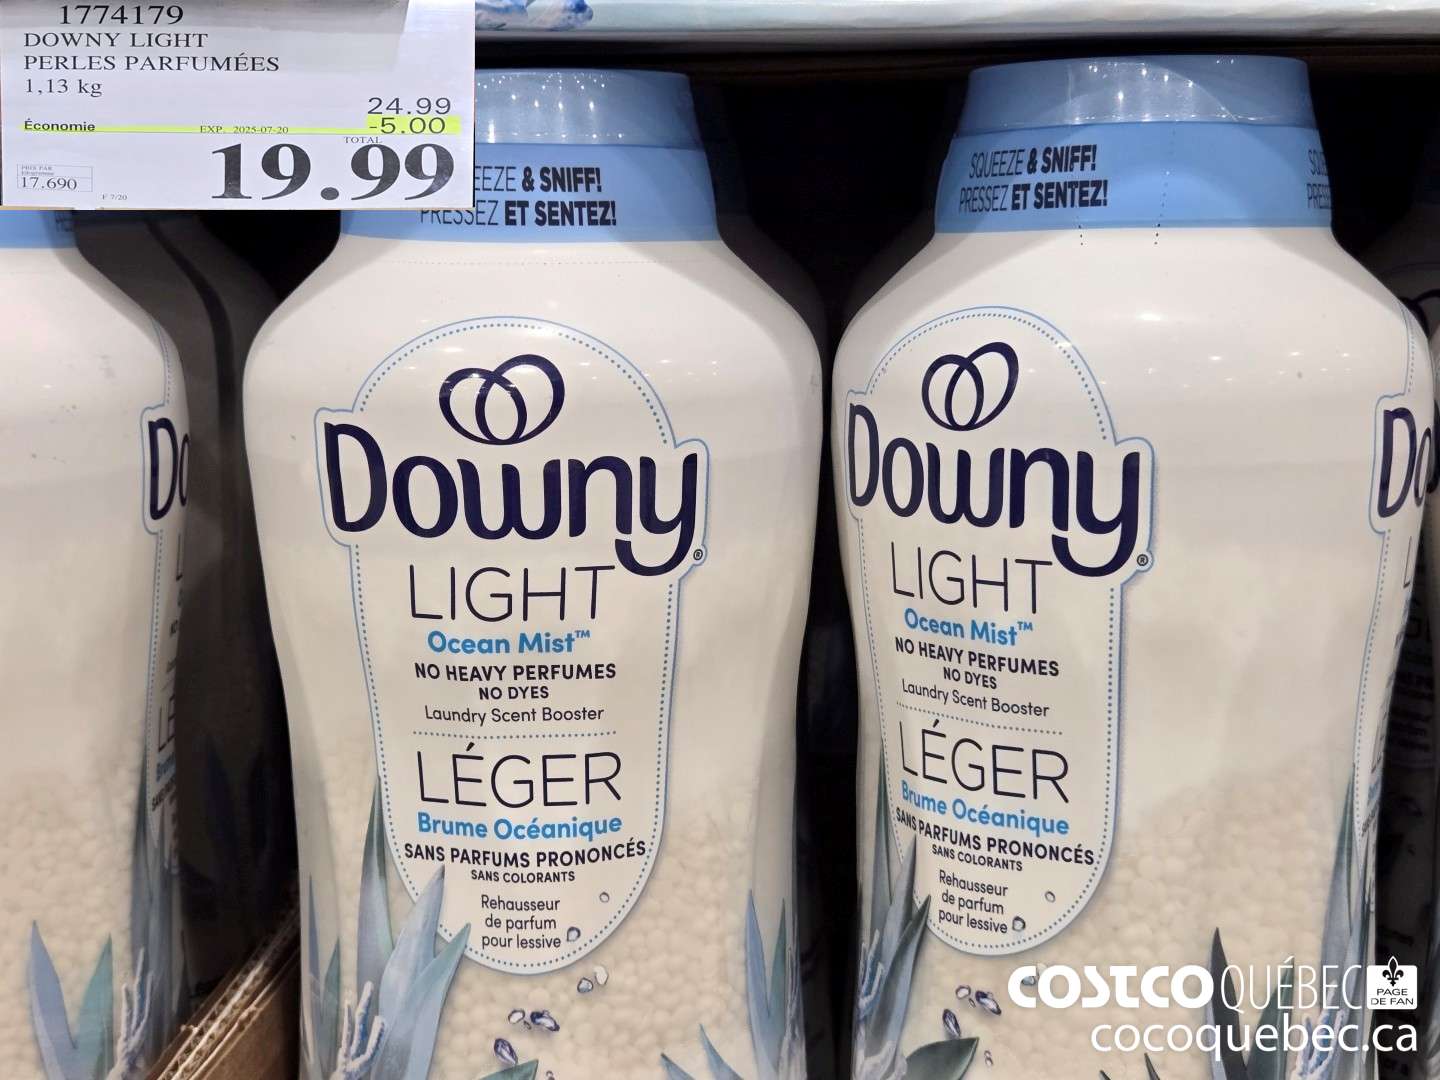 1774179
DOWNY LIGHT
PERLES PARFUMÉES
1,13 kg
24.99
Économie EXP. 2025-07-20 -5.00
TOTAL
19.99
PRIX PAR
17.690
F 7/20
EEZE & SNIFF!
PRESSEZ ET SENTEZ!
Downy®
LIGHT
Ocean Mist™
NO HEAVY PERFUMES
NO DYES
Laundry Scent Booster
LÉGER
Brume Océanique
SANS PARFUMS PRONONCÉS
SANS COLORANTS
Rehausseur
de parfum
pour lessive
SQUEEZE & SNIFF!
PRESSEZ ET SENTEZ!
Downy®
LIGHT
Ocean Mist™
NO HEAVY PERFUMES
NO DYES
Laundry Scent Booster
LÉGER
Brume Océanique
SANS PARFUMS PRONONCÉS
SANS COLORANTS
Rehausseur
de parfum
pour lessive
Do
Do
COSTCO QUÉBEC
PAGE
DE FAN
cocoquebec.ca